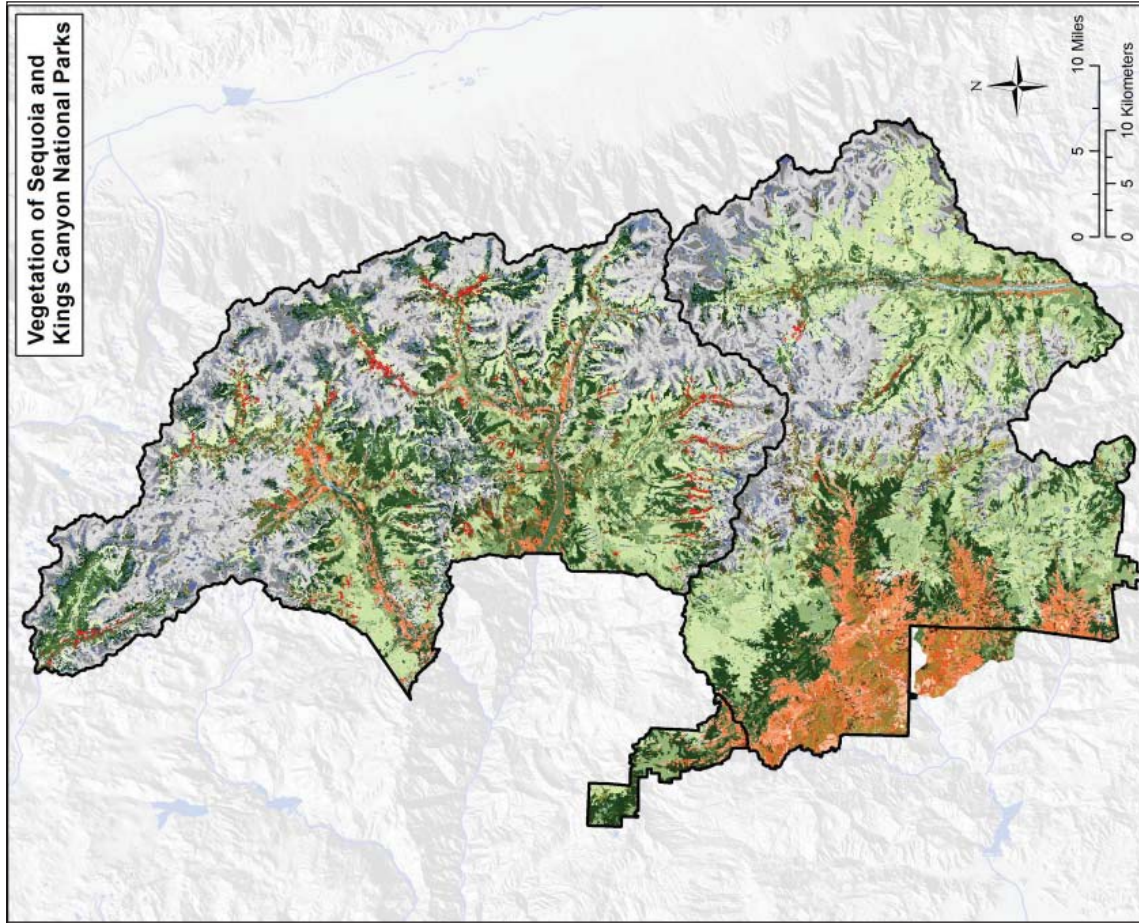 Vegetation of Sequoia and
Kings Canyon National Parks
N
0 5 10 Miles
0 5 10 Kilometers